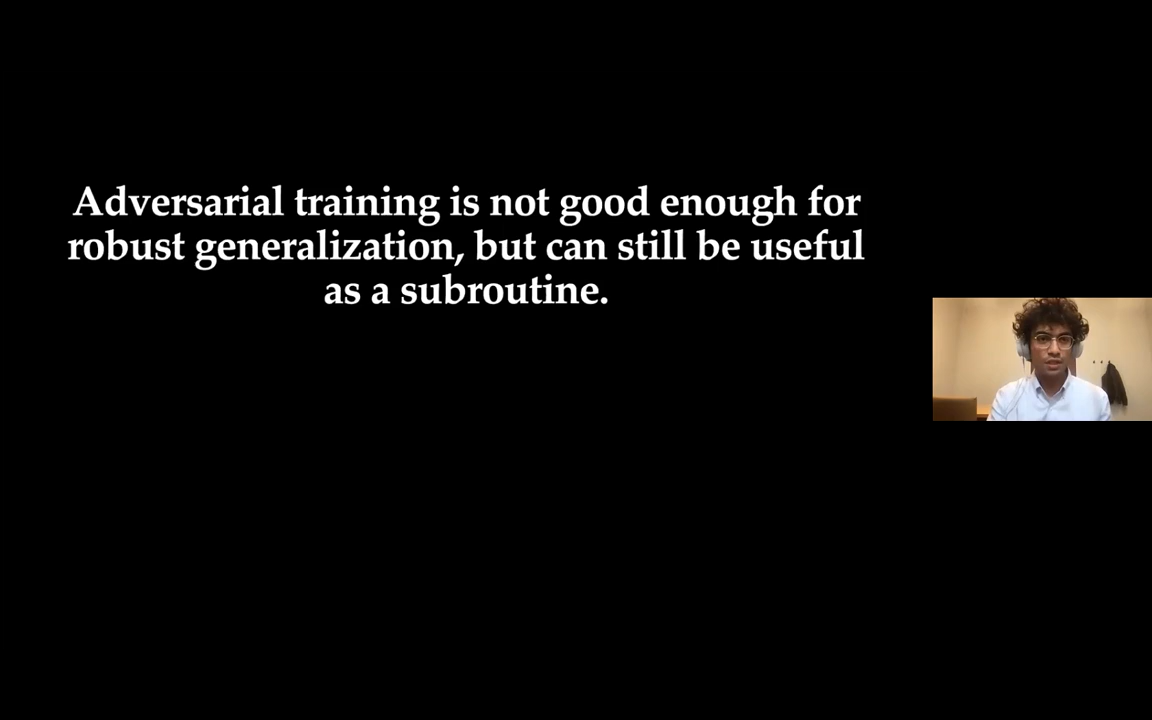 Adversarial training is not good enough for
robust generalization, but can still be useful
as a subroutine.